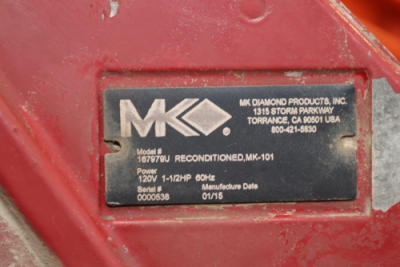 MK
MK DIAMOND PRODUCTS, INC.
1315 STORM PARKWAY
TORRANCE, CA 90501 USA
800-421-5830
Model #
167979U RECONDITIONED,MK-101
Power
120V 1-1/2HP 60Hz
Serial # Manufacture Date
0000538 01/15